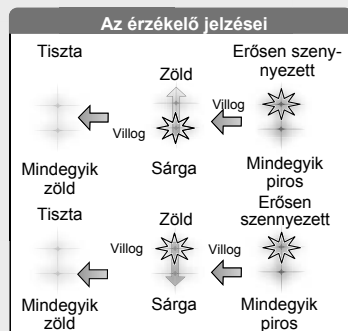 Az érzékelő jelzései
Tiszta
Zöld
Erősen szeny-
nyezett
Villog
Villog
Mindegyik
zöld
Sárga
Mindegyik
piros
Tiszta
Zöld
Erősen
szennyezett
Villog
Villog
Mindegyik
zöld
Sárga
Mindegyik
piros